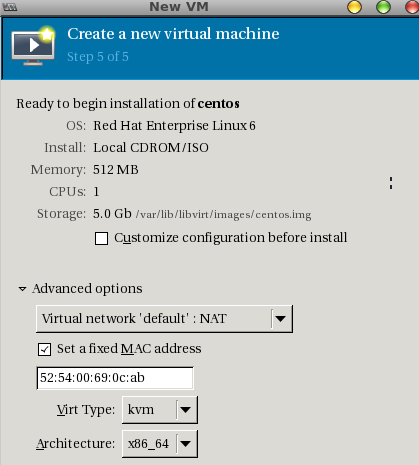 New VM
Create a new virtual machine
Step 5 of 5
Ready to begin installation of centos
OS: Red Hat Enterprise Linux 6
Install: Local CDROM/ISO
Memory: 512 MB
CPUs: 1
Storage: 5.0 Gb /var/lib/libvirt/images/centos.img
Customize configuration before install
Advanced options
Virtual network 'default' : NAT
Set a fixed MAC address
52:54:00:69:0c:ab
Virt Type: kvm
Architecture: x86_64